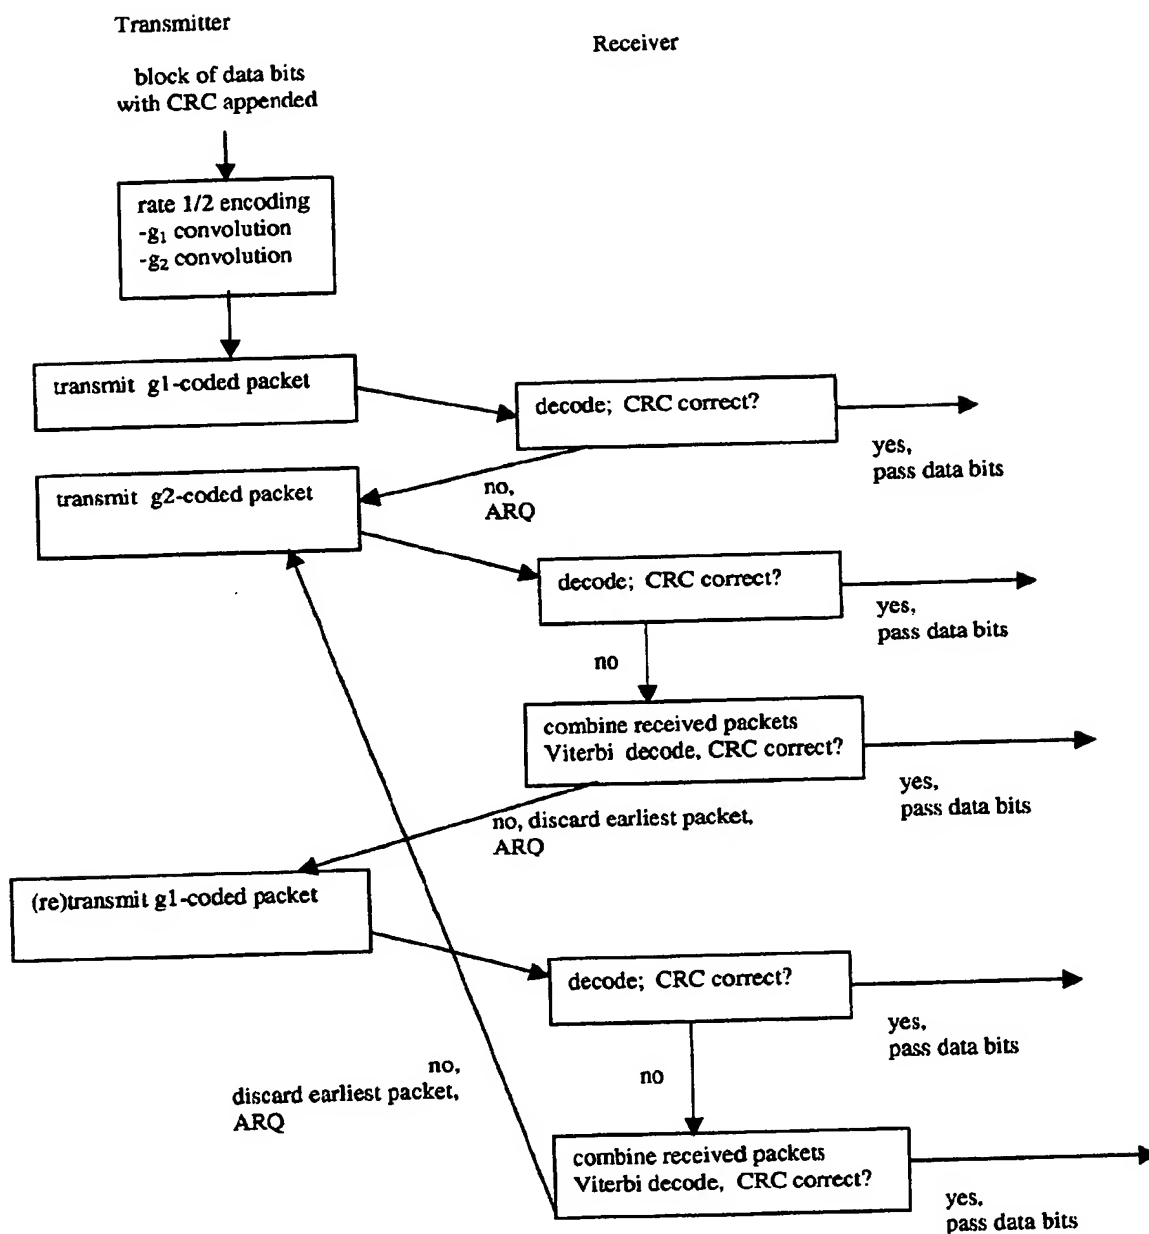 Transmitter
Receiver
block of data bits
with CRC appended
rate 1/2 encoding
-g₁ convolution
-g₂ convolution
transmit g1-coded packet
decode; CRC correct?
yes,
pass data bits
no,
ARQ
transmit g2-coded packet
decode; CRC correct?
yes,
pass data bits
no
combine received packets
Viterbi decode, CRC correct?
yes,
pass data bits
no, discard earliest packet,
ARQ
(re)transmit g1-coded packet
decode; CRC correct?
yes,
pass data bits
no
no,
discard earliest packet,
ARQ
combine received packets
Viterbi decode, CRC correct?
yes,
pass data bits